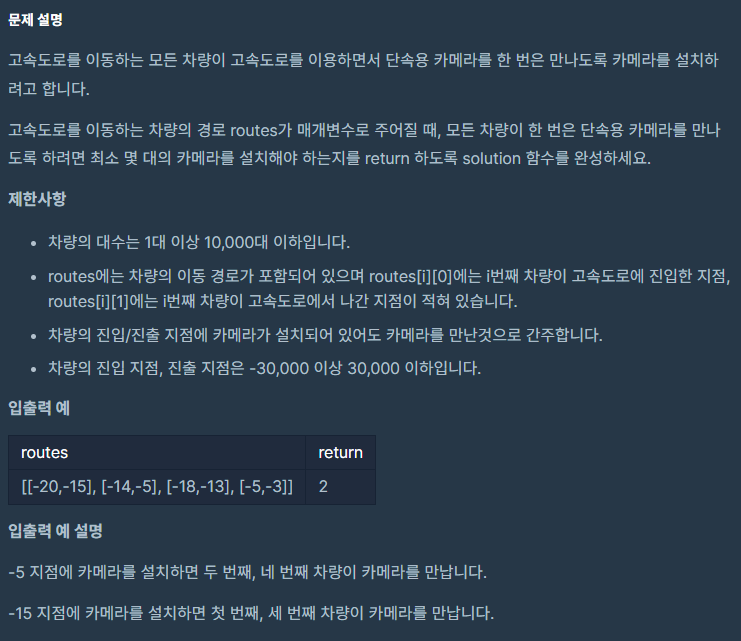 문제 설명
고속도로를 이동하는 모든 차량이 고속도로를 이용하면서 단속용 카메라를 한 번은 만나도록 카메라를 설치하
려고 합니다.
고속도로를 이동하는 차량의 경로 routes가 매개변수로 주어질 때, 모든 차량이 한 번은 단속용 카메라를 만나
도록 하려면 최소 몇 대의 카메라를 설치해야 하는지를 return 하도록 solution 함수를 완성하세요.
제한사항
• 차량의 대수는 1대 이상 10,000대 이하입니다.
• routes에는 차량의 이동 경로가 포함되어 있으며 routes[i][0]에는 i번째 차량이 고속도로에 진입한 지점,
routes[i][1]에는 i번째 차량이 고속도로에서 나간 지점이 적혀 있습니다.
• 차량의 진입/진출 지점에 카메라가 설치되어 있어도 카메라를 만난것으로 간주합니다.
• 차량의 진입 지점, 진출 지점은 -30,000 이상 30,000 이하입니다.
입출력 예
routes return
[[-20,-15], [-14,-5], [-18,-13], [-5,-3]] 2
입출력 예 설명
-5 지점에 카메라를 설치하면 두 번째, 네 번째 차량이 카메라를 만납니다.
-15 지점에 카메라를 설치하면 첫 번째, 세 번째 차량이 카메라를 만납니다.